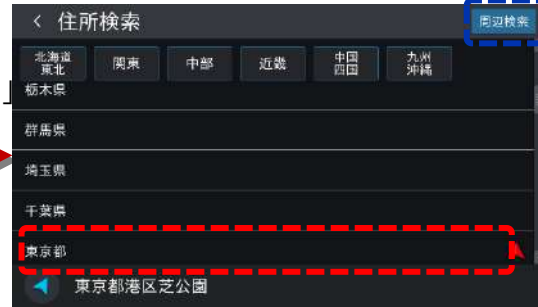 住所検索
周辺検索
北海道
東北
関東
中部
近畿
中国
四国
九州
沖縄
栃木県
群馬県
埼玉県
千葉県
東京都
東京都港区芝公園